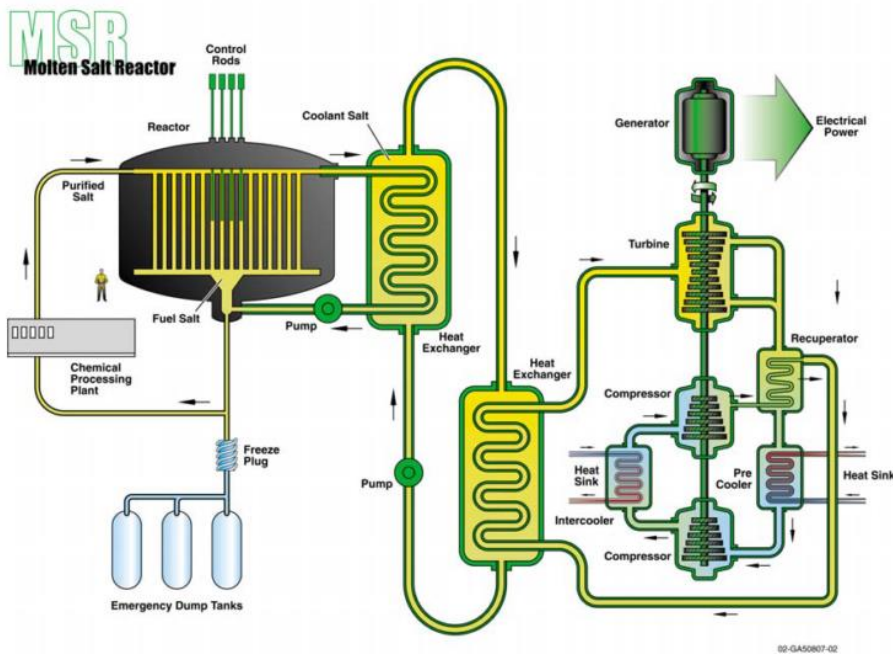 MSR
Molten Salt Reactor
Control
Rods
Reactor
Coolant Salt
Purified
Salt
Fuel Salt
Pump
Heat
Exchanger
Chemical
Processing
Plant
Freeze
Plug
Emergency Dump Tanks
Pump
Heat
Exchanger
Generator
Electrical
Power
Turbine
Recuperator
Compressor
Heat
Sink
Intercooler
Pre
Cooler
Heat Sink
Compressor
02-GA50807-02